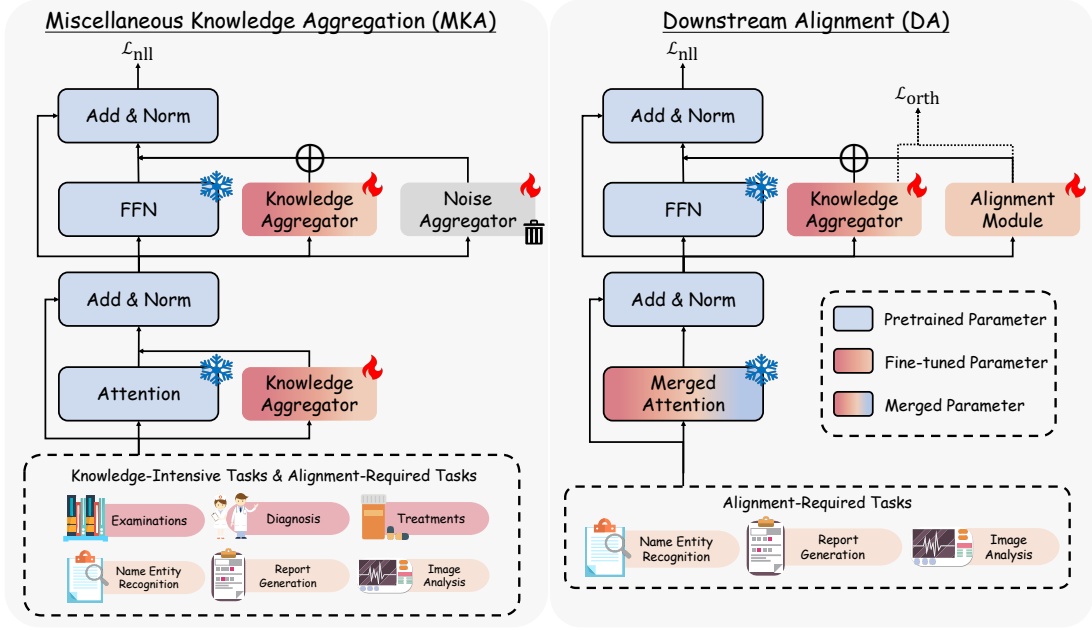 Miscellaneous Knowledge Aggregation (MKA)
ℒnll
Add & Norm
FFN
Knowledge
Aggregator
Noise
Aggregator
Add & Norm
Attention
Knowledge
Aggregator
Knowledge-Intensive Tasks & Alignment-Required Tasks
Examinations
Diagnosis
Treatments
Name Entity
Recognition
Report
Generation
Image
Analysis
Downstream Alignment (DA)
ℒnll
ℒorth
Add & Norm
FFN
Knowledge
Aggregator
Alignment
Module
Add & Norm
Merged
Attention
Pretrained Parameter
Fine-tuned Parameter
Merged Parameter
Alignment-Required Tasks
Name Entity
Recognition
Report
Generation
Image
Analysis